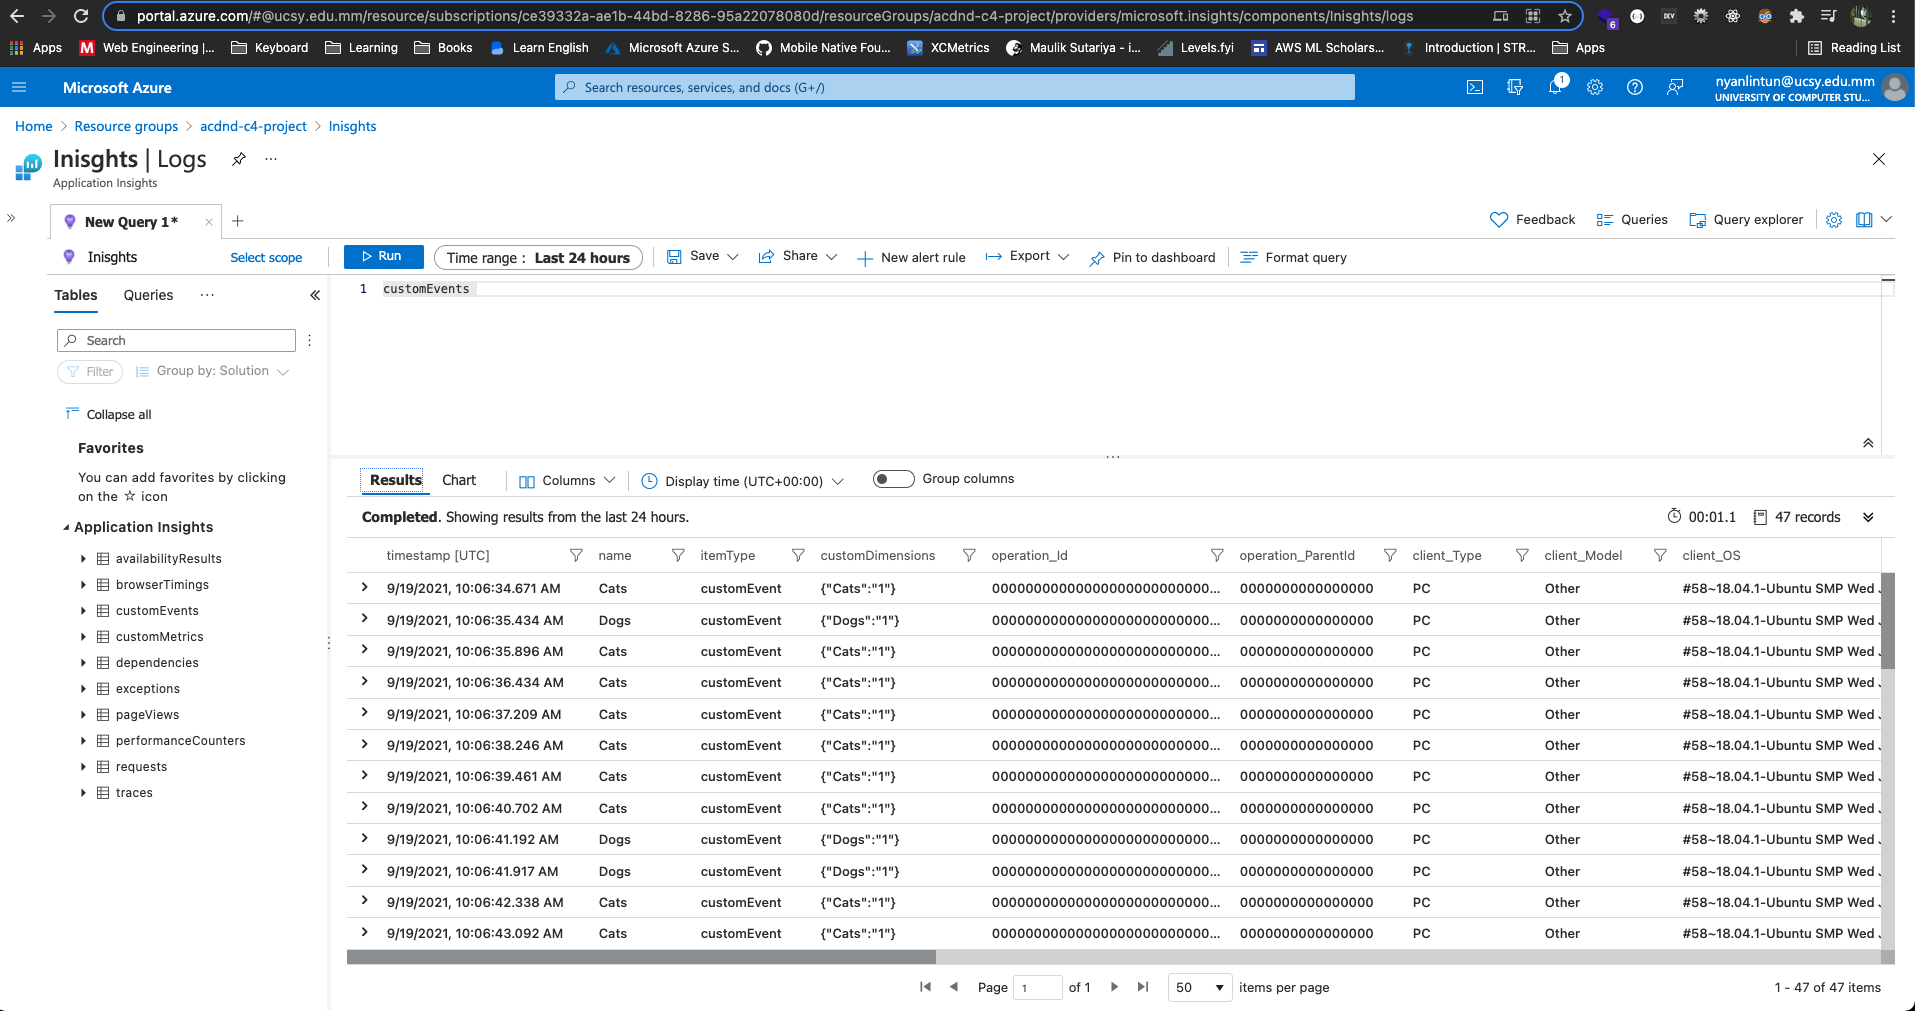 portal.azure.com/#@ucsy.edu.mm/resource/subscriptions/ce39332a-ae1b-44bd-8286-95a22078080d/resourceGroups/acdnd-c4-project/providers/microsoft.insights/components/Inisghts/logs
6
DEV
Apps
M Web Engineering |...
Keyboard
Learning
Books
Learn English
Microsoft Azure S...
Mobile Native Fou...
XCMetrics
Maulik Sutariya - i...
Levels.fyi
AWS ML Scholars...
Introduction | STR...
Apps
Reading List
Microsoft Azure
Search resources, services, and docs (G+/)
1
nyanlintun@ucsy.edu.mm
UNIVERSITY OF COMPUTER STU...
Home > Resource groups > acdnd-c4-project > Inisghts
Inisghts | Logs
Application Insights
New Query 1*
Feedback
Queries
Query explorer
Inisghts
Select scope
Run
Time range : Last 24 hours
Save
Share
New alert rule
Export
Pin to dashboard
Format query
Tables
Queries
1 customEvents
Search
Filter
Group by: Solution
Collapse all
Favorites
You can add favorites by clicking
on the ☆ icon
Application Insights
availabilityResults
browserTimings
customEvents
customMetrics
dependencies
exceptions
pageViews
performanceCounters
requests
traces
Results
Chart
Columns
Display time (UTC+00:00)
Group columns
Completed. Showing results from the last 24 hours.
00:01.1
47 records
timestamp [UTC] name itemType customDimensions operation_Id operation_ParentId client_Type client_Model client_OS
9/19/2021, 10:06:34.671 AM Cats customEvent {"Cats":"1"} 0000000000000000000000000000... 0000000000000000 PC Other #58~18.04.1-Ubuntu SMP Wed
9/19/2021, 10:06:35.434 AM Dogs customEvent {"Dogs":"1"} 0000000000000000000000000000... 0000000000000000 PC Other #58~18.04.1-Ubuntu SMP Wed
9/19/2021, 10:06:35.896 AM Cats customEvent {"Cats":"1"} 0000000000000000000000000000... 0000000000000000 PC Other #58~18.04.1-Ubuntu SMP Wed
9/19/2021, 10:06:36.434 AM Cats customEvent {"Cats":"1"} 0000000000000000000000000000... 0000000000000000 PC Other #58~18.04.1-Ubuntu SMP Wed
9/19/2021, 10:06:37.209 AM Cats customEvent {"Cats":"1"} 0000000000000000000000000000... 0000000000000000 PC Other #58~18.04.1-Ubuntu SMP Wed
9/19/2021, 10:06:38.246 AM Cats customEvent {"Cats":"1"} 0000000000000000000000000000... 0000000000000000 PC Other #58~18.04.1-Ubuntu SMP Wed
9/19/2021, 10:06:39.461 AM Cats customEvent {"Cats":"1"} 0000000000000000000000000000... 0000000000000000 PC Other #58~18.04.1-Ubuntu SMP Wed
9/19/2021, 10:06:40.702 AM Cats customEvent {"Cats":"1"} 0000000000000000000000000000... 0000000000000000 PC Other #58~18.04.1-Ubuntu SMP Wed
9/19/2021, 10:06:41.192 AM Dogs customEvent {"Dogs":"1"} 0000000000000000000000000000... 0000000000000000 PC Other #58~18.04.1-Ubuntu SMP Wed
9/19/2021, 10:06:41.917 AM Dogs customEvent {"Dogs":"1"} 0000000000000000000000000000... 0000000000000000 PC Other #58~18.04.1-Ubuntu SMP Wed
9/19/2021, 10:06:42.338 AM Cats customEvent {"Cats":"1"} 0000000000000000000000000000... 0000000000000000 PC Other #58~18.04.1-Ubuntu SMP Wed
9/19/2021, 10:06:43.092 AM Cats customEvent {"Cats":"1"} 0000000000000000000000000000... 0000000000000000 PC Other #58~18.04.1-Ubuntu SMP Wed
Page 1 of 1
50 items per page
1 - 47 of 47 items